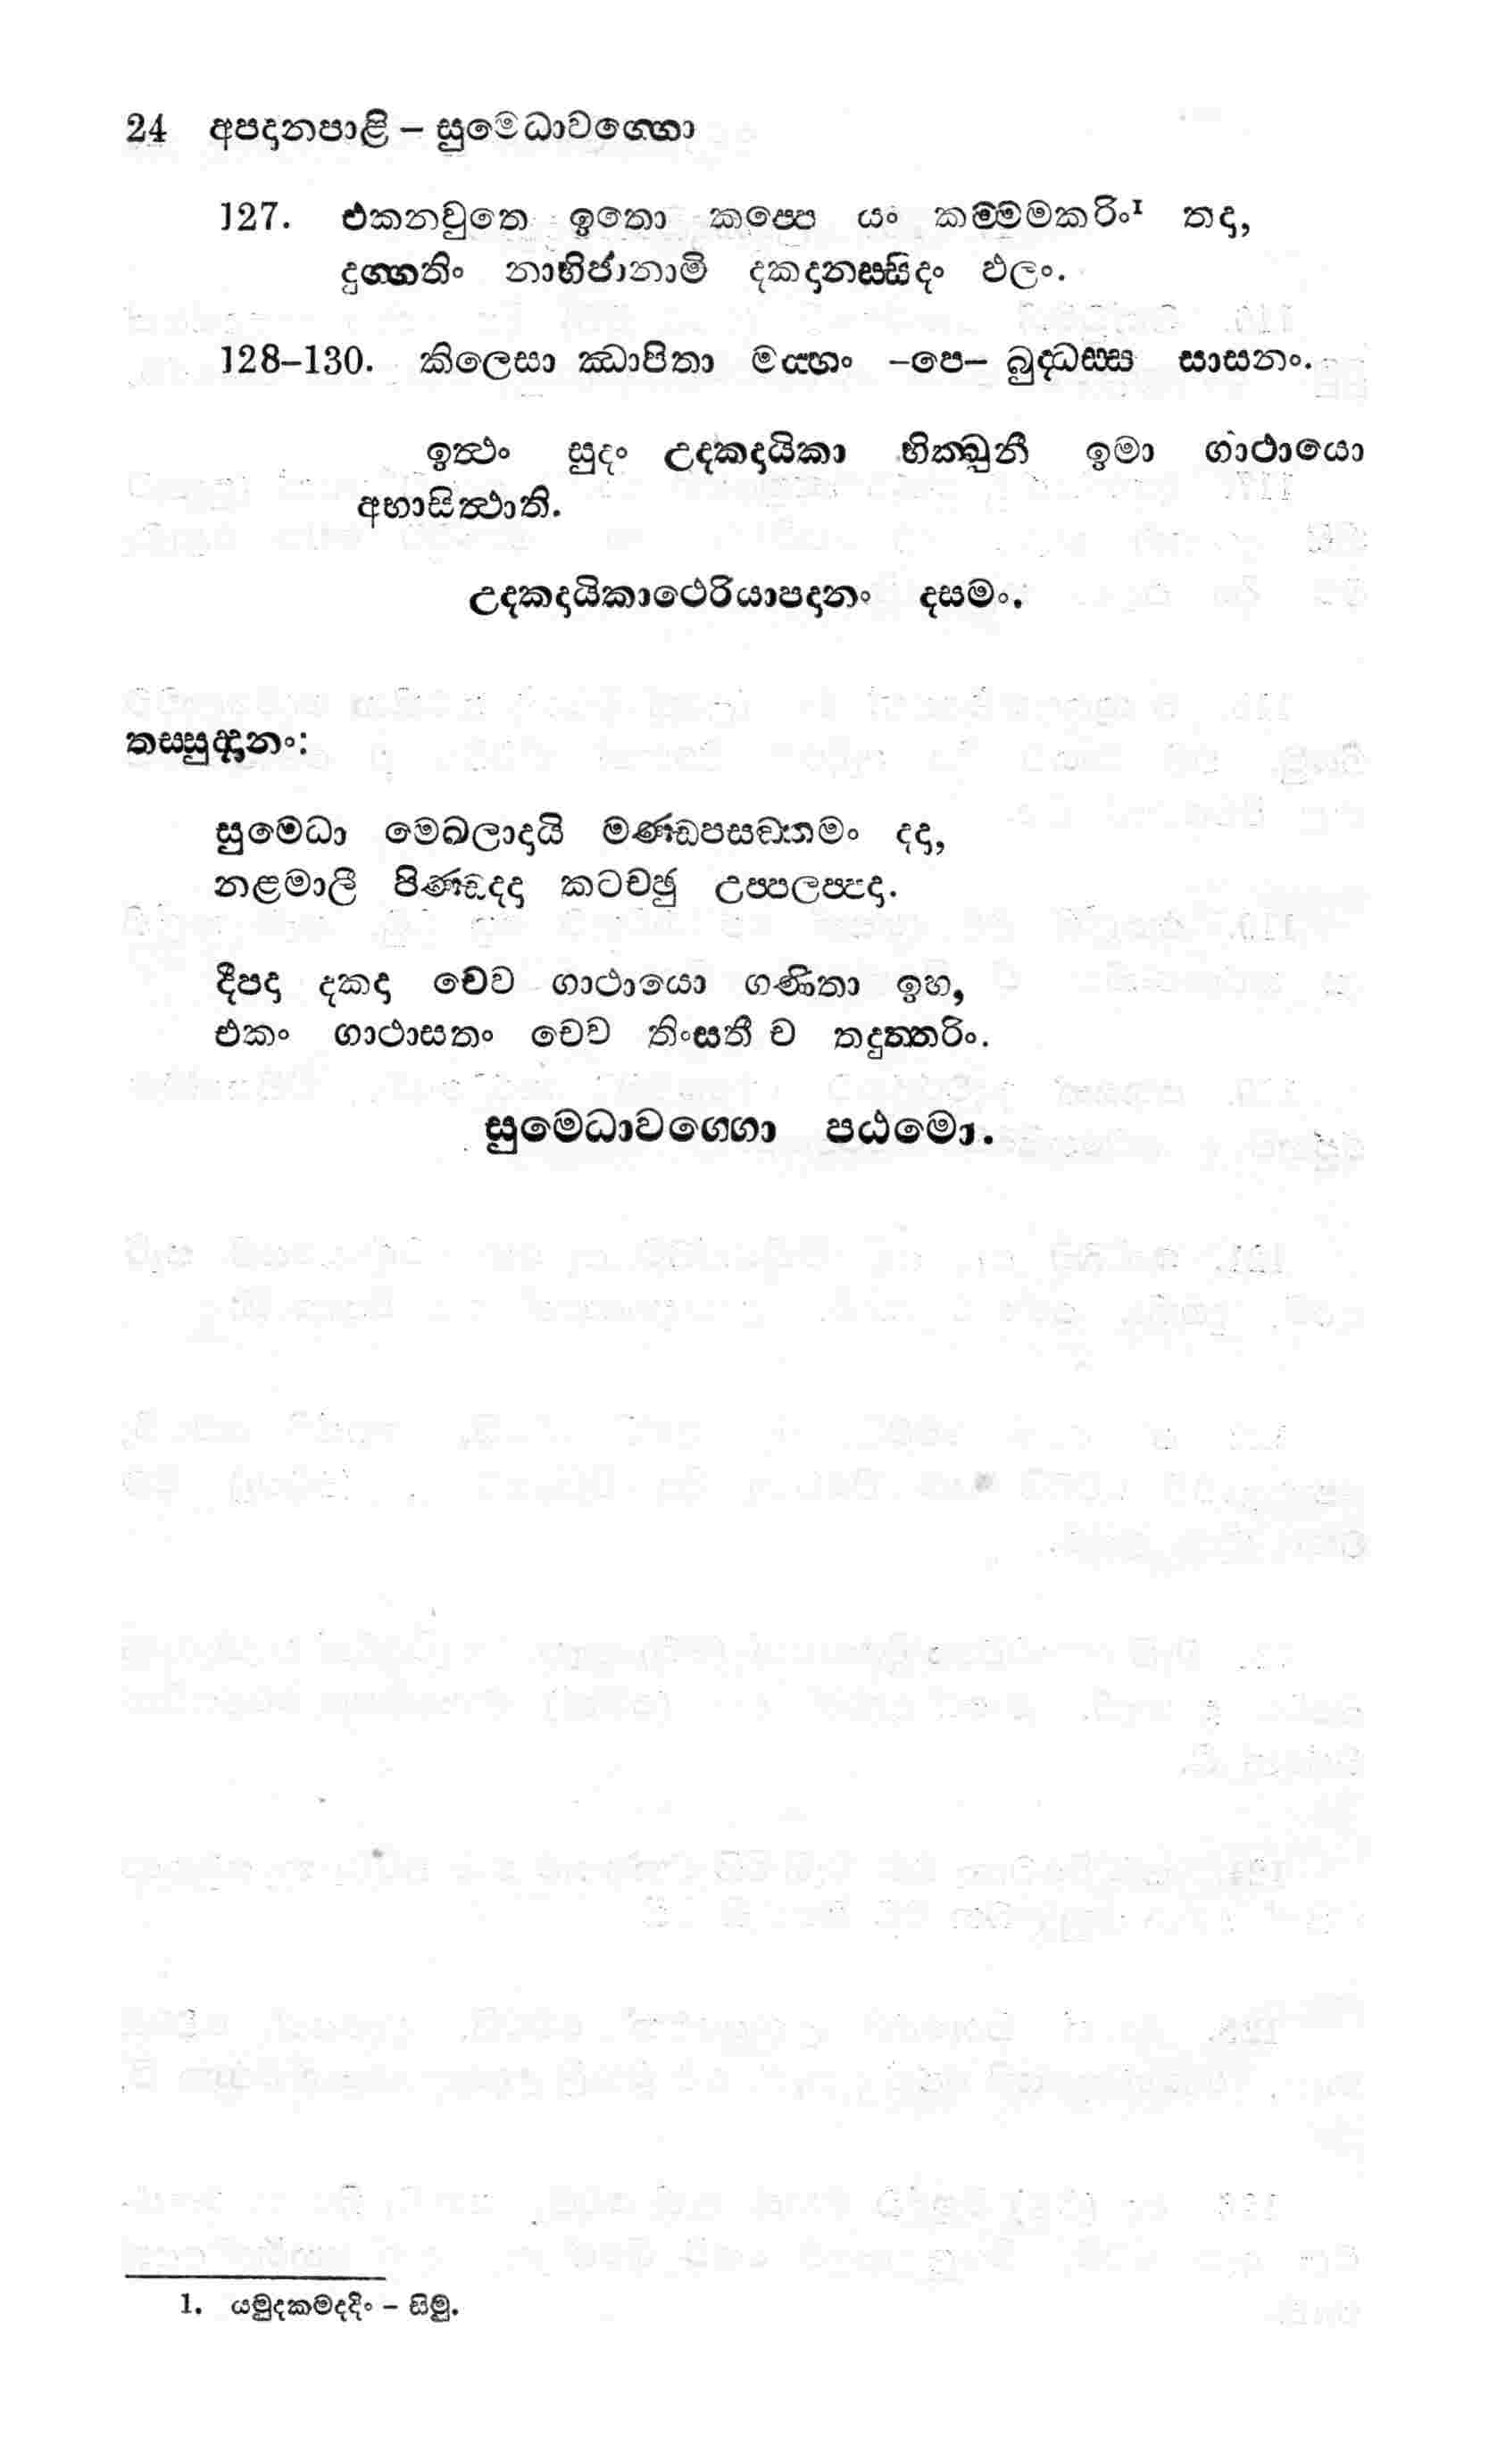 24 අපදානපාළි – සුමෙධාවග්ගො
127. එකනවුතෙ ඉතො කප්පෙ යං කම්මමකරිං¹ තදා,
දුග්ගතිං නාභිජානාමි දකදානස්සිදං ඵලං.
128–130. කිලෙසා ඣාපිතා මය්හං –පෙ– බුද්ධස්ස සාසනං.
ඉත්ථං සුදං උදකදායිකා භික්ඛුනී ඉමා ගාථායො
අභාසිත්ථාති.
උදකදායිකාථෙරියාපදානං දසමං.
තස්සුද්දානං:
සුමෙධා මෙඛලාදායි මණ්ඩපසඞ්කමං දදා,
නළමාලී පිණ්ඩදදා කටච්ඡු උප්පලප්පදා.
දීපදා දකදා චෙව ගාථායො ගණිතා ඉහ,
එකං ගාථාසතං චෙව තිංසතී ච තදුත්තරිං.
සුමෙධාවගෙගා පඨමො.
1. යමුදකමදදිං – සිමු.